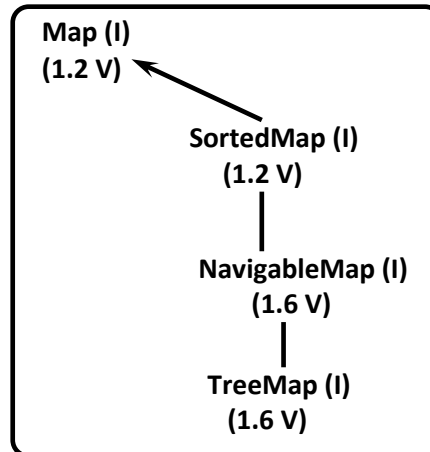 Map (I)
(1.2 V)
SortedMap (I)
(1.2 V)
NavigableMap (I)
(1.6 V)
TreeMap (I)
(1.6 V)